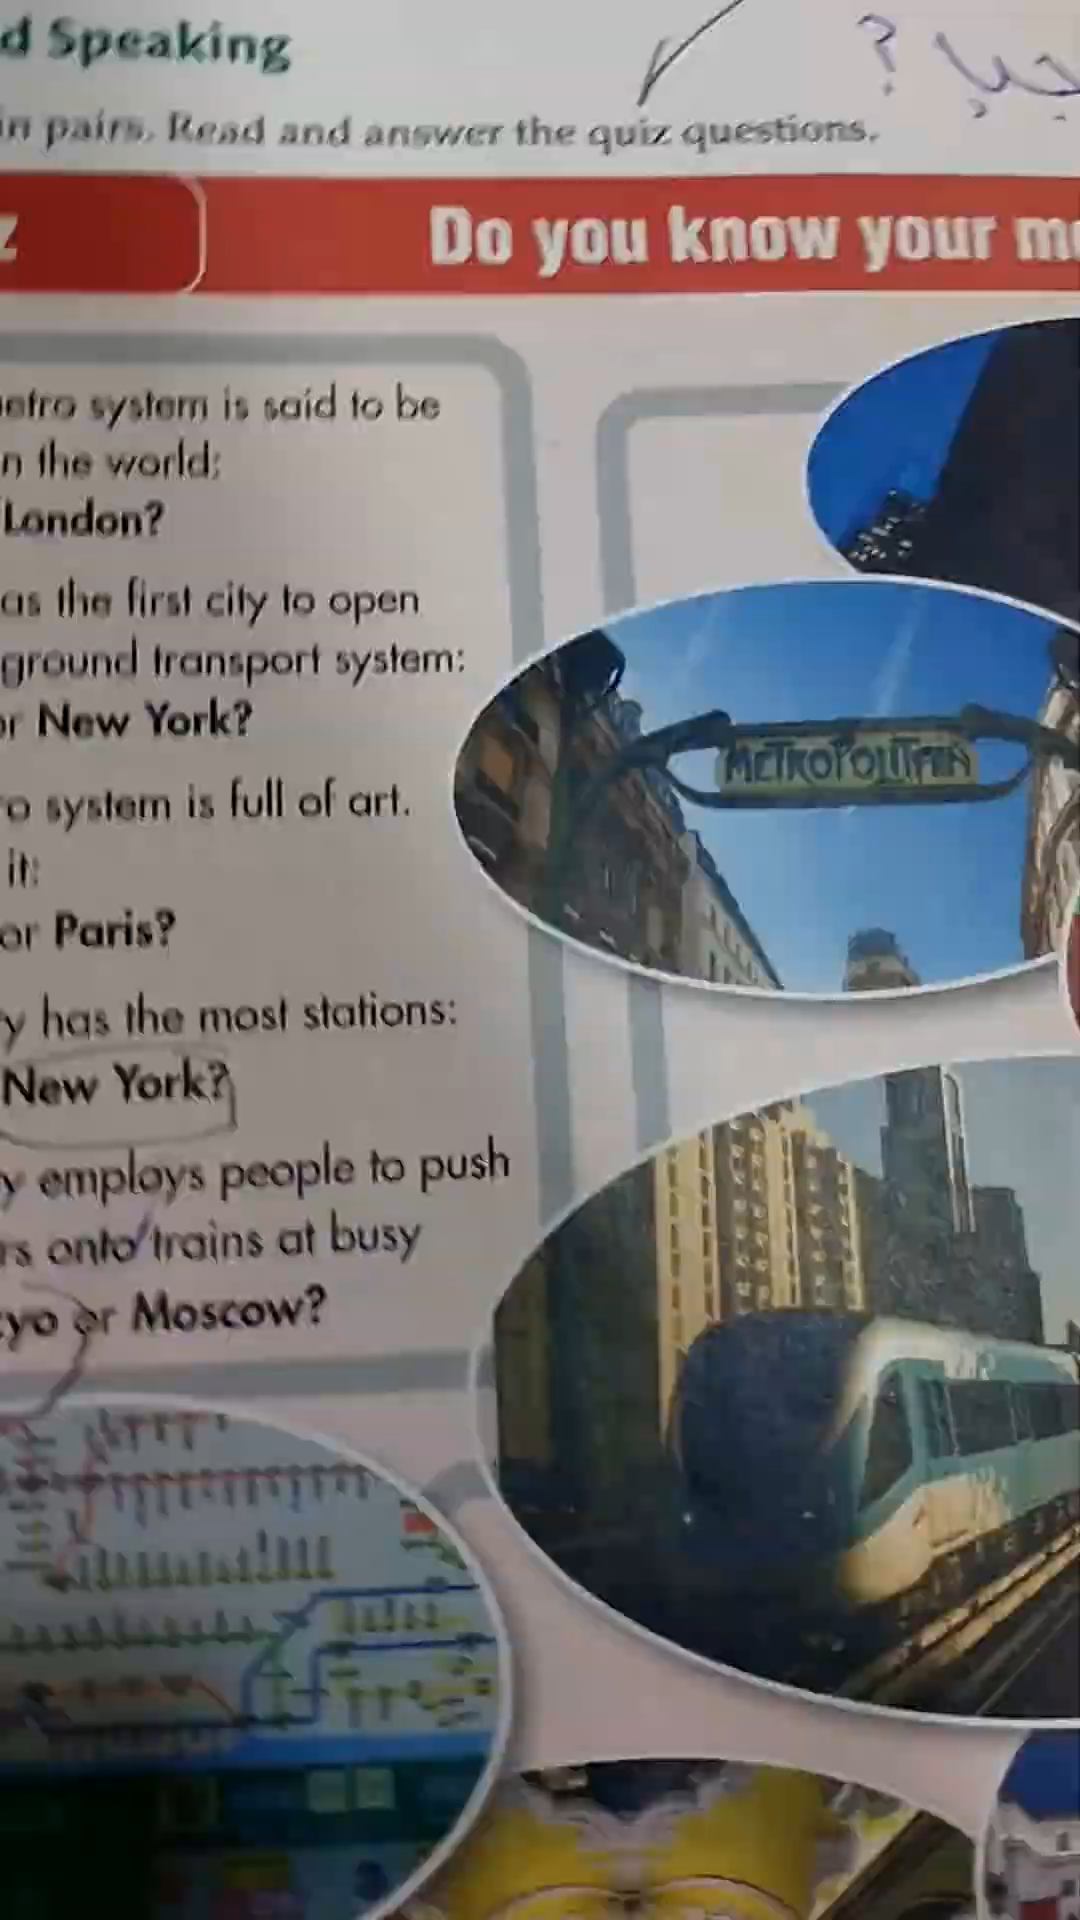 d Speaking
in pairs. Read and answer the quiz questions.
z
Do you know your m
etro system is said to be
n the world:
London?
as the first city to open
ground transport system:
or New York?
o system is full of art.
it:
or Paris?
y has the most stations:
New York?
y employs people to push
rs onto trains at busy
yo or Moscow?
METROPOLITAIN